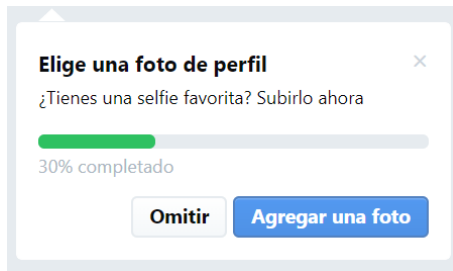 Elige una foto de perfil
¿Tienes una selfie favorita? Subirlo ahora
30% completado
Omitir
Agregar una foto